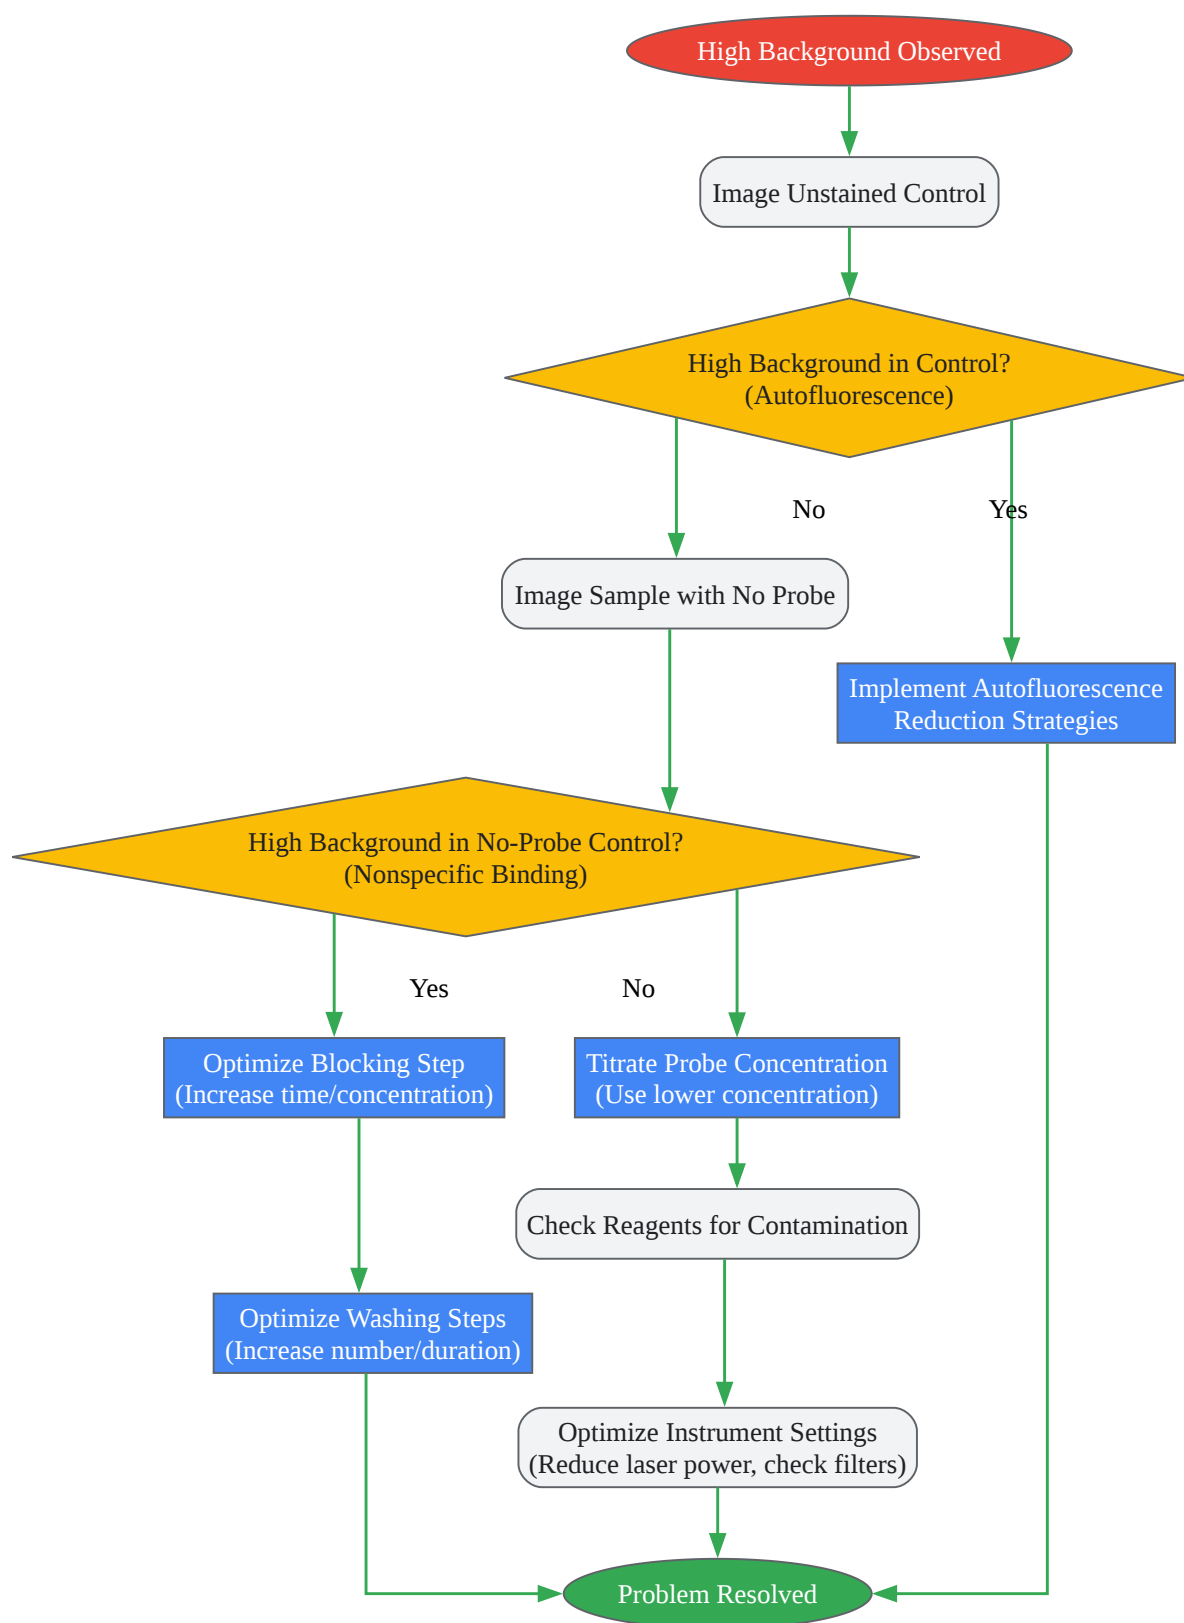 High Background Observed
Image Unstained Control
High Background in Control?
(Autofluorescence)
No
Yes
Image Sample with No Probe
Implement Autofluorescence
Reduction Strategies
High Background in No-Probe Control?
(Nonspecific Binding)
Yes
No
Optimize Blocking Step
(Increase time/concentration)
Titrate Probe Concentration
(Use lower concentration)
Check Reagents for Contamination
Optimize Washing Steps
(Increase number/duration)
Optimize Instrument Settings
(Reduce laser power, check filters)
Problem Resolved